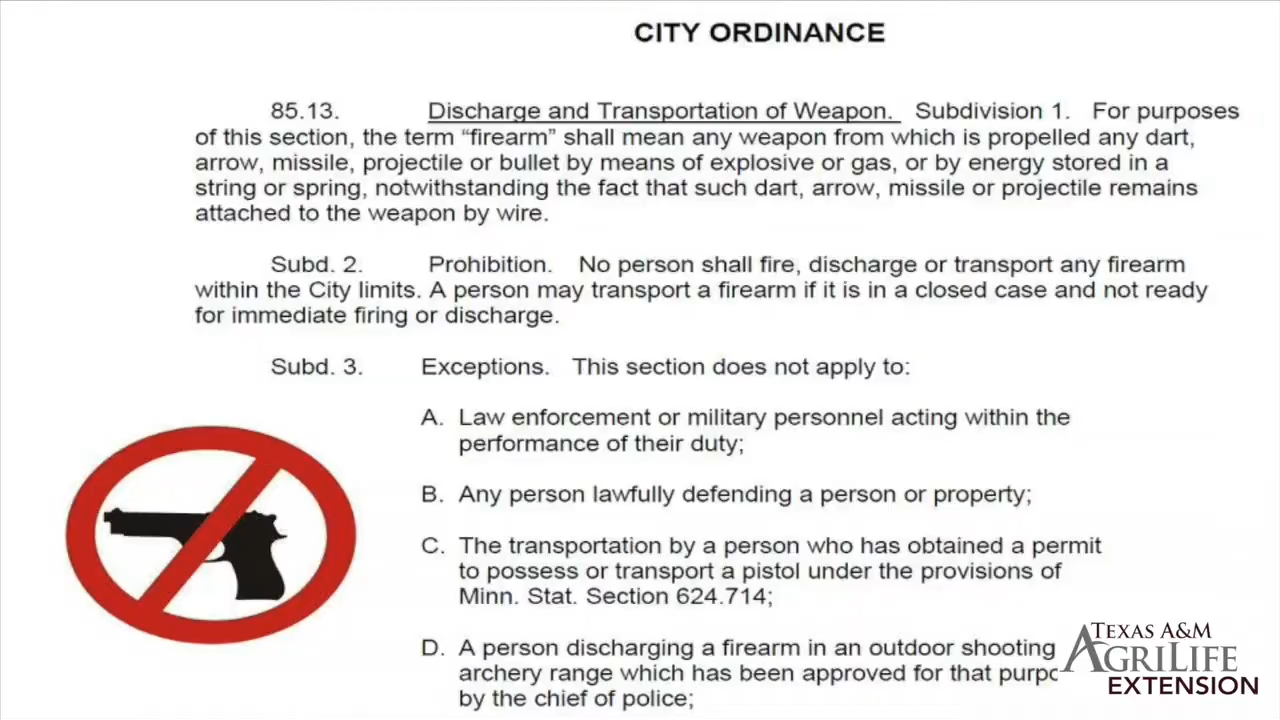 CITY ORDINANCE
85.13. Discharge and Transportation of Weapon. Subdivision 1. For purposes
of this section, the term “firearm” shall mean any weapon from which is propelled any dart,
arrow, missile, projectile or bullet by means of explosive or gas, or by energy stored in a
string or spring, notwithstanding the fact that such dart, arrow, missile or projectile remains
attached to the weapon by wire.
Subd. 2. Prohibition. No person shall fire, discharge or transport any firearm
within the City limits. A person may transport a firearm if it is in a closed case and not ready
for immediate firing or discharge.
Subd. 3. Exceptions. This section does not apply to:
A. Law enforcement or military personnel acting within the
performance of their duty;
B. Any person lawfully defending a person or property;
C. The transportation by a person who has obtained a permit
to possess or transport a pistol under the provisions of
Minn. Stat. Section 624.714;
D. A person discharging a firearm in an outdoor shooting
archery range which has been approved for that
by the chief of police;
TEXAS A&M
AGRILIFE
EXTENSION